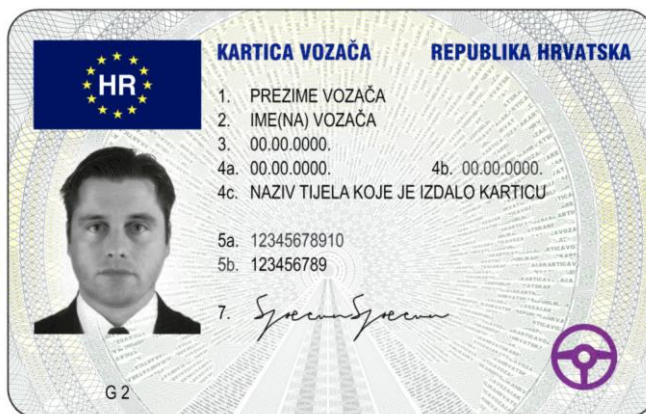 HR
KARTICA VOZAČA REPUBLIKA HRVATSKA
1. PREZIME VOZAČA
2. IME(NA) VOZAČA
3. 00.00.0000.
4a. 00.00.0000. 4b. 00.00.0000.
4c. NAZIV TIJELA KOJE JE IZDALO KARTICU
5a. 12345678910
5b. 123456789
7.
G 2